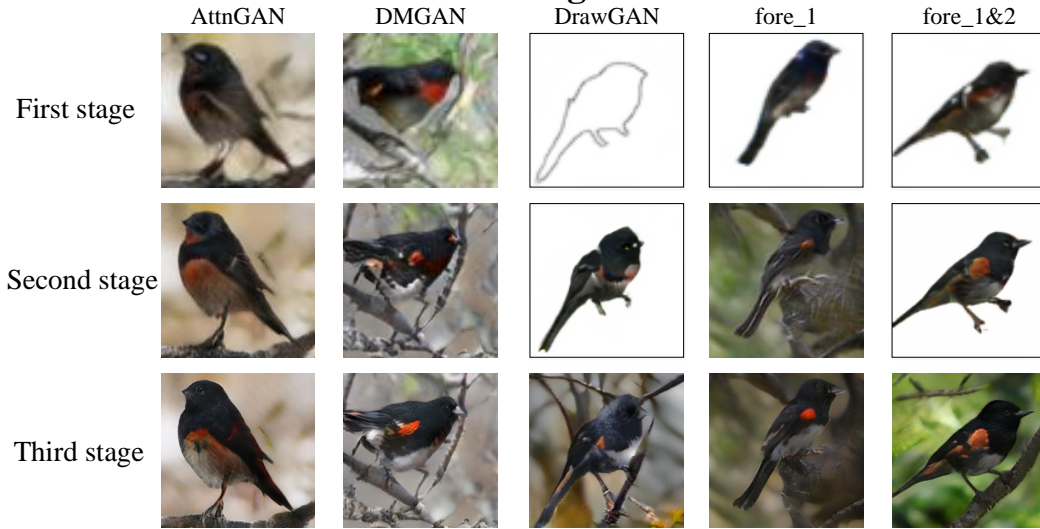 AttnGAN DMGAN DrawGAN fore_1 fore_1&2
First stage
Second stage
Third stage